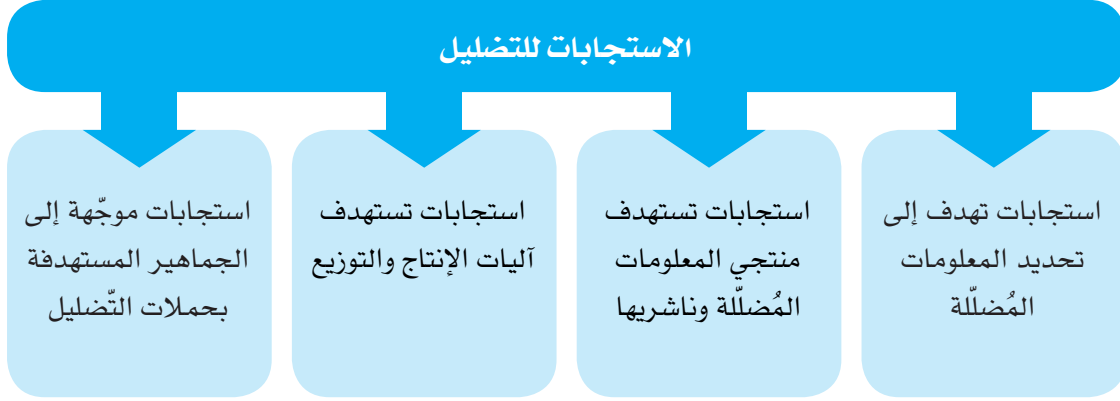 الاستجابات للتضليل
استجابات تهدف إلى
تحديد المعلومات
المُضلّلة
استجابات تستهدف
منتجي المعلومات
المُضلّلة وناشريها
استجابات تستهدف
آليات الإنتاج والتوزيع
استجابات موجّهة إلى
الجماهير المستهدفة
بحملات التّضليل